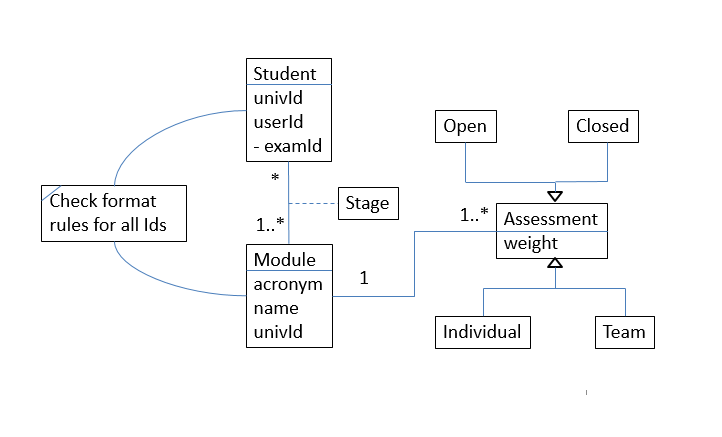 Student
univId
userId
- examId
Open
Closed
*
Check format
rules for all Ids
Stage
1..*
1..*
Assessment
weight
Module
acronym
name
univId
1
Individual
Team